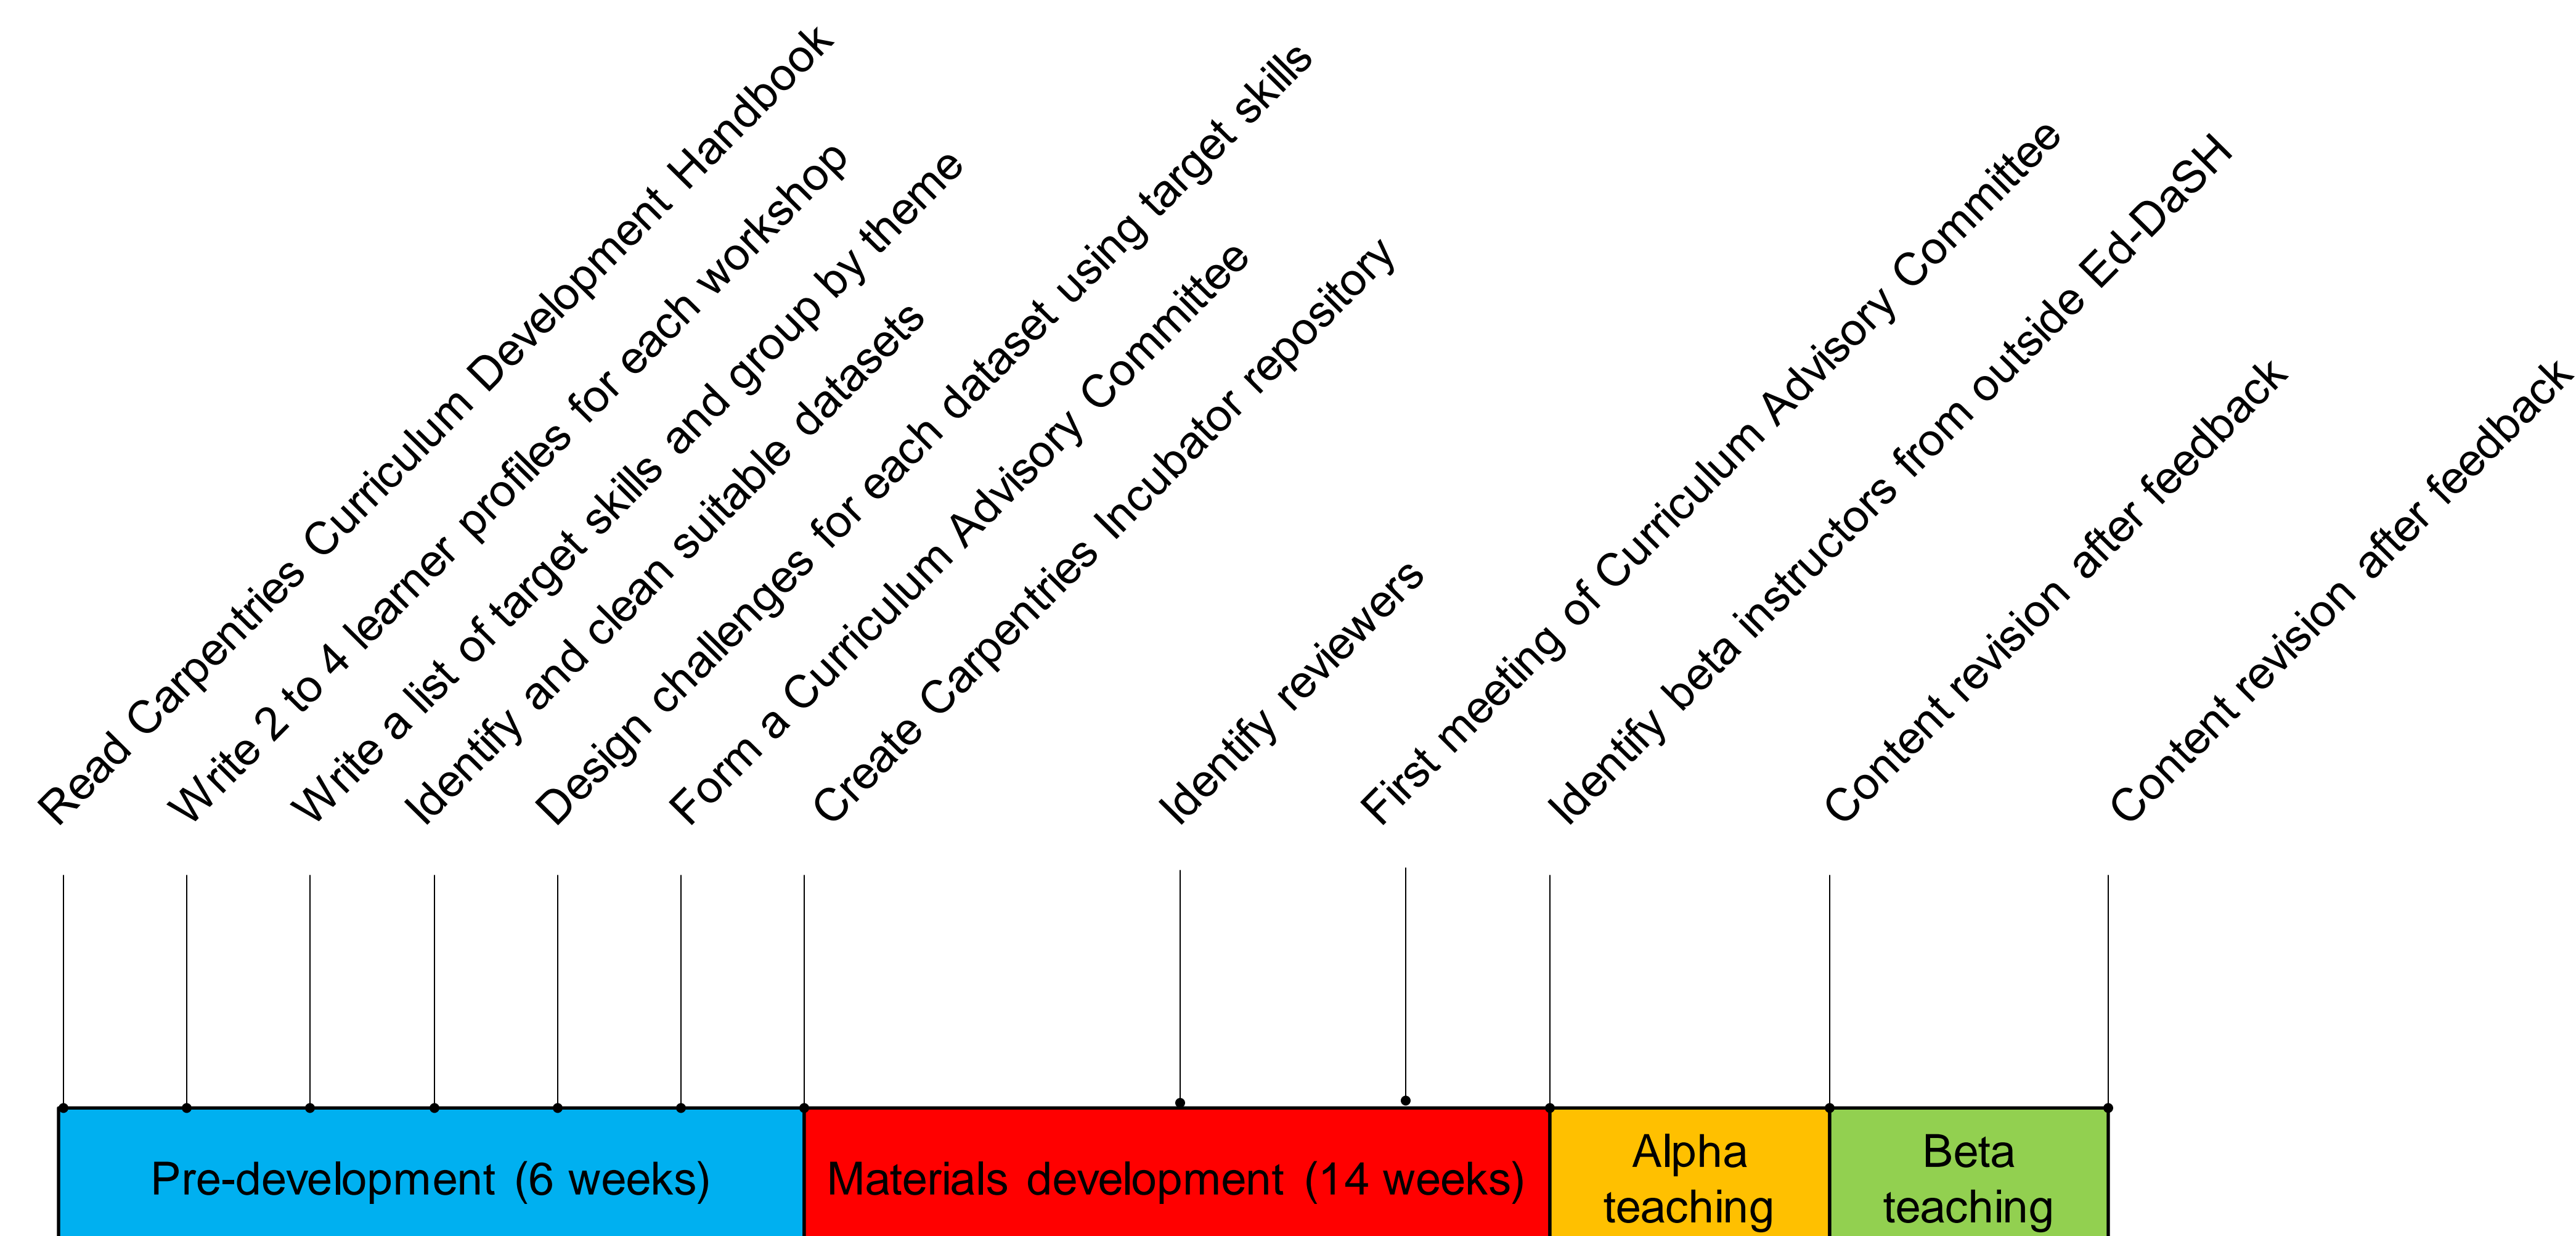 Read Carpentries Curriculum Development Handbook
Write 2 to 4 learner profiles for each workshop
Write a list of target skills and group by theme
Identify and clean suitable datasets
Design challenges for each dataset using target skills
Form a Curriculum Advisory Committee
Create Carpentries Incubator repository
Identify reviewers
First meeting of Curriculum Advisory Committee
Identify beta instructors from outside Ed-DaSH
Content revision after feedback
Content revision after feedback
Pre-development (6 weeks)
Materials development (14 weeks)
Alpha
teaching
Beta
teaching